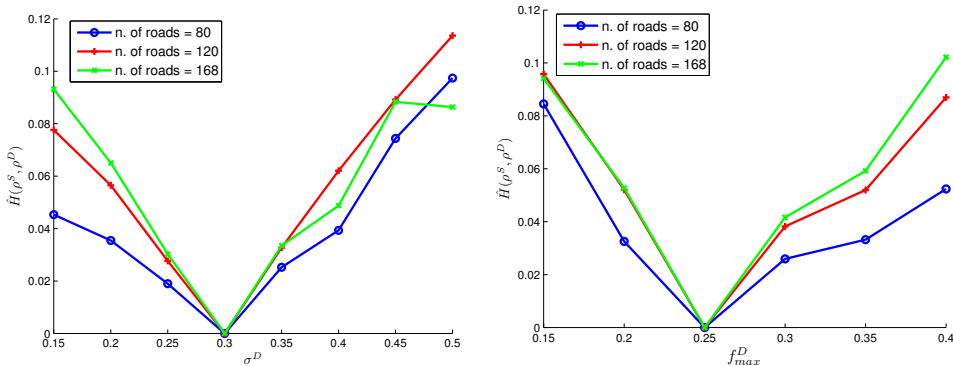 0.12
0.1
0.08
0.06
0.04
0.02
0
Ĥ(ρ^S, ρ^D)
n. of roads = 80
n. of roads = 120
n. of roads = 168
0.15 0.2 0.25 0.3 0.35 0.4 0.45 0.5
σ^D
0.12
0.1
0.08
0.06
0.04
0.02
0
Ĥ(ρ^S, ρ^D)
n. of roads = 80
n. of roads = 120
n. of roads = 168
0.15 0.2 0.25 0.3 0.35 0.4
f^D_max